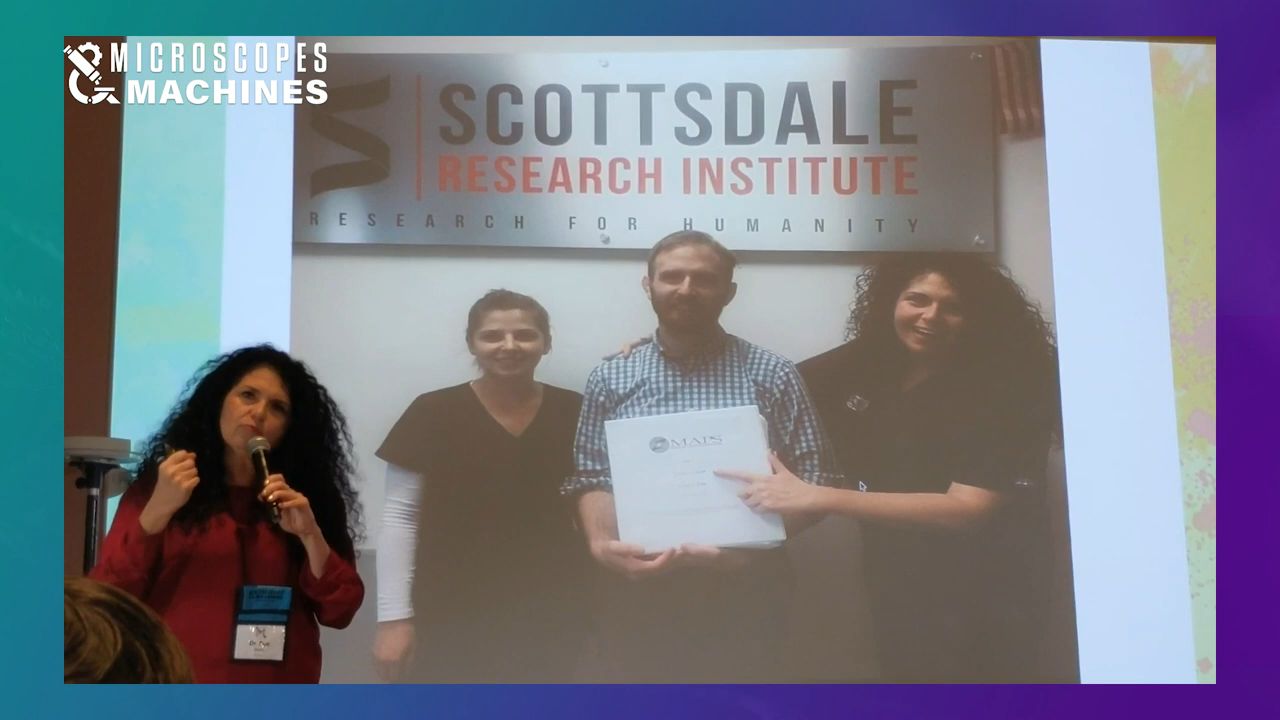 MICROSCOPES
& MACHINES
SCOTTSDALE
RESEARCH INSTITUTE
RESEARCH FOR HUMANITY
MAPS